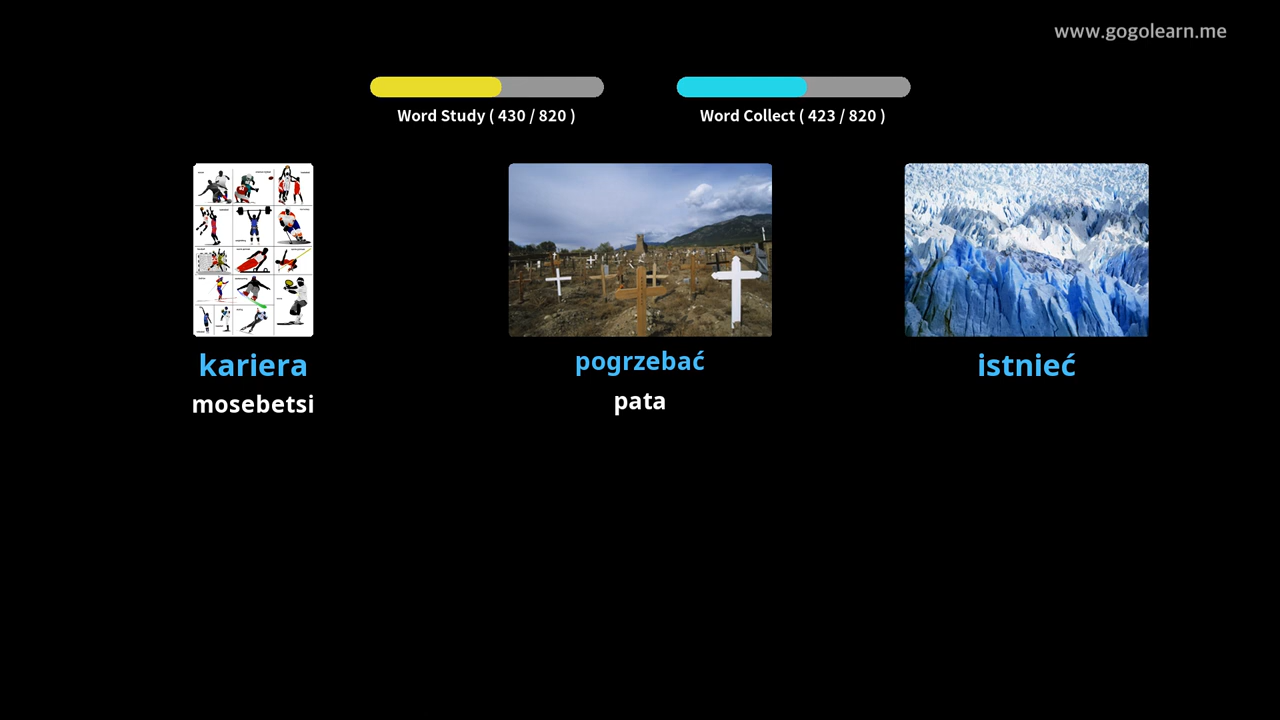 www.gogolearn.me
Word Study ( 430 / 820 )
Word Collect ( 423 / 820 )
kariera
mosebetsi
pogrzebać
pata
istnieć